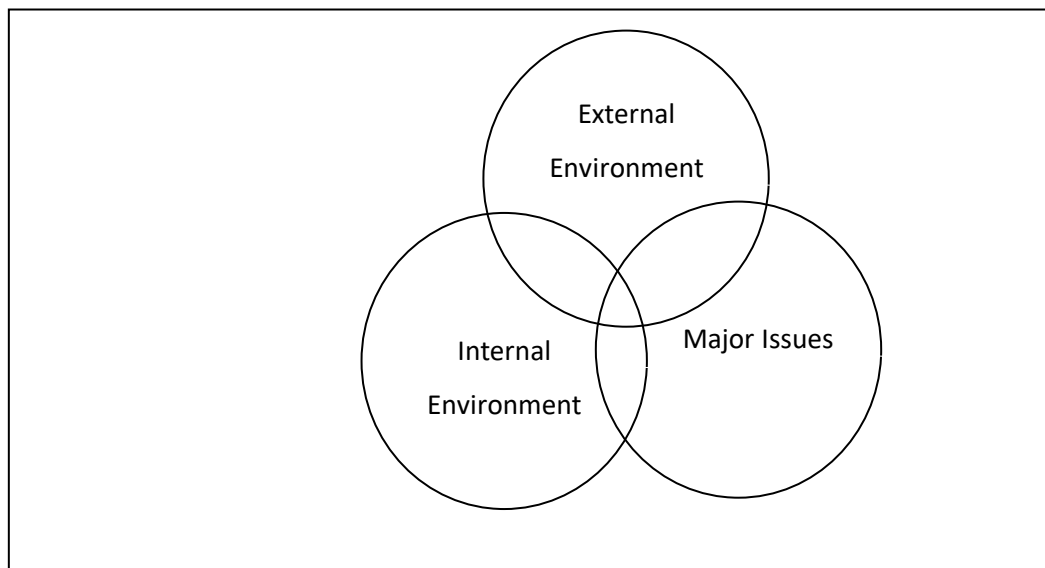 External
Environment
Major Issues
Internal
Environment